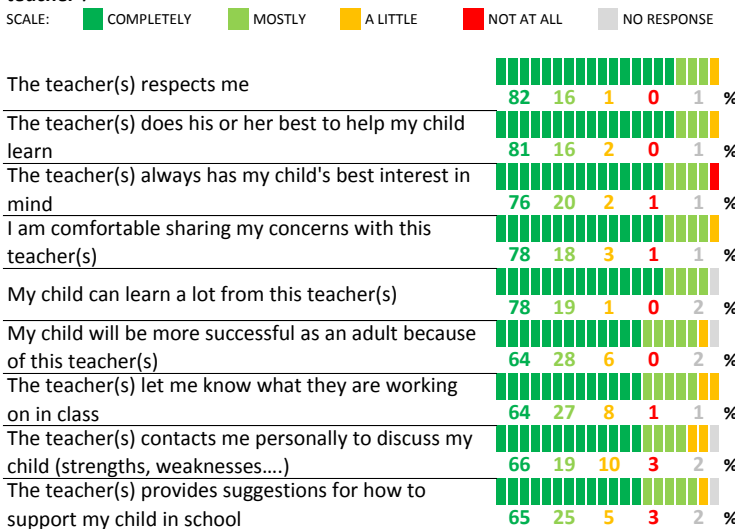 teacher?
SCALE: COMPLETELY MOSTLY A LITTLE NOT AT ALL NO RESPONSE
The teacher(s) respects me
82 16 1 0 1 %
The teacher(s) does his or her best to help my child
learn
81 16 2 0 1 %
The teacher(s) always has my child's best interest in
mind
76 20 2 1 1 %
I am comfortable sharing my concerns with this
teacher(s)
78 18 3 1 1 %
My child can learn a lot from this teacher(s)
78 19 1 0 2 %
My child will be more successful as an adult because
of this teacher(s)
64 28 6 0 2 %
The teacher(s) let me know what they are working
on in class
64 27 8 1 1 %
The teacher(s) contacts me personally to discuss my
child (strengths, weaknesses....)
66 19 10 3 2 %
The teacher(s) provides suggestions for how to
support my child in school
65 25 5 3 2 %